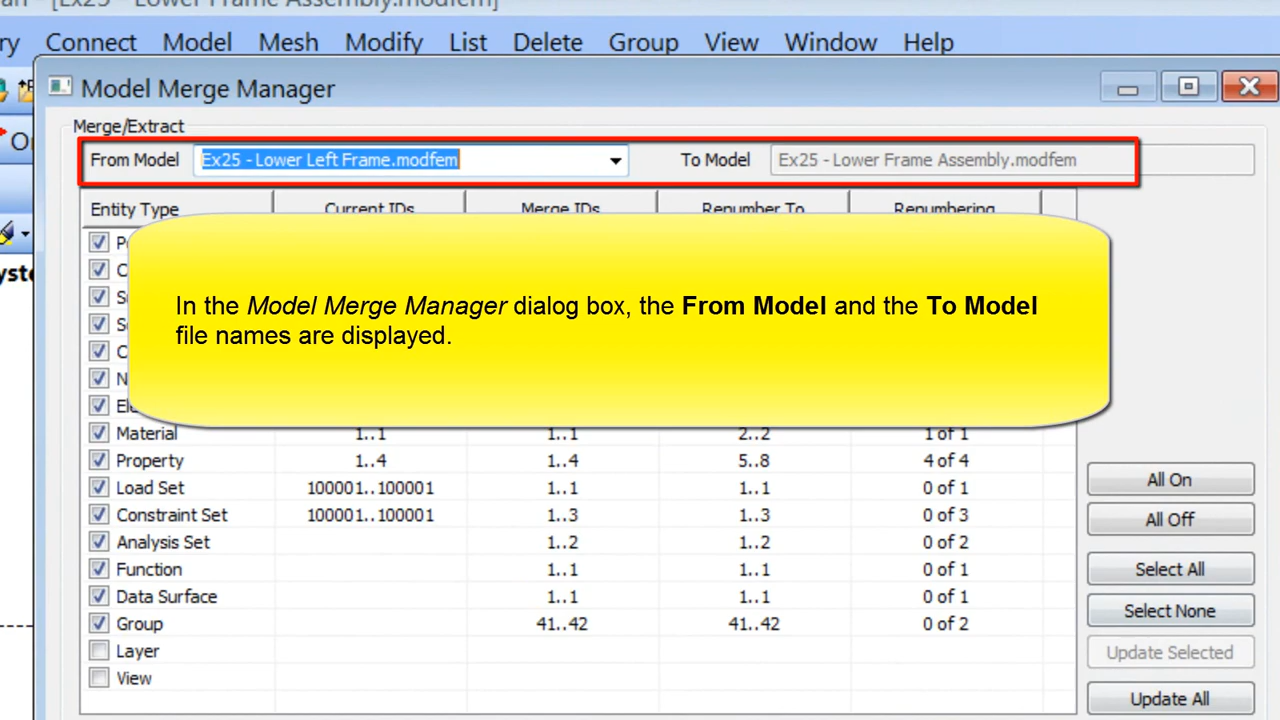 [Ex25 - Lower Frame Assembly.modfem]
Connect Model Mesh Modify List Delete Group View Window Help
Model Merge Manager
Merge/Extract
From Model Ex25 - Lower Left Frame.modfem To Model Ex25 - Lower Frame Assembly.modfem
Entity Type Current IDs Merge IDs Renumber To Renumbering
In the Model Merge Manager dialog box, the From Model and the To Model
file names are displayed.
Material 1..1 1..1 2..2 1 of 1
Property 1..4 1..4 5..8 4 of 4
Load Set 100001..100001 1..1 1..1 0 of 1
Constraint Set 100001..100001 1..3 1..3 0 of 3
Analysis Set 1..2 1..2 0 of 2
Function 1..1 1..1 0 of 1
Data Surface 1..1 1..1 0 of 1
Group 41..42 41..42 0 of 2
Layer
View
All On
All Off
Select All
Select None
Update Selected
Update All